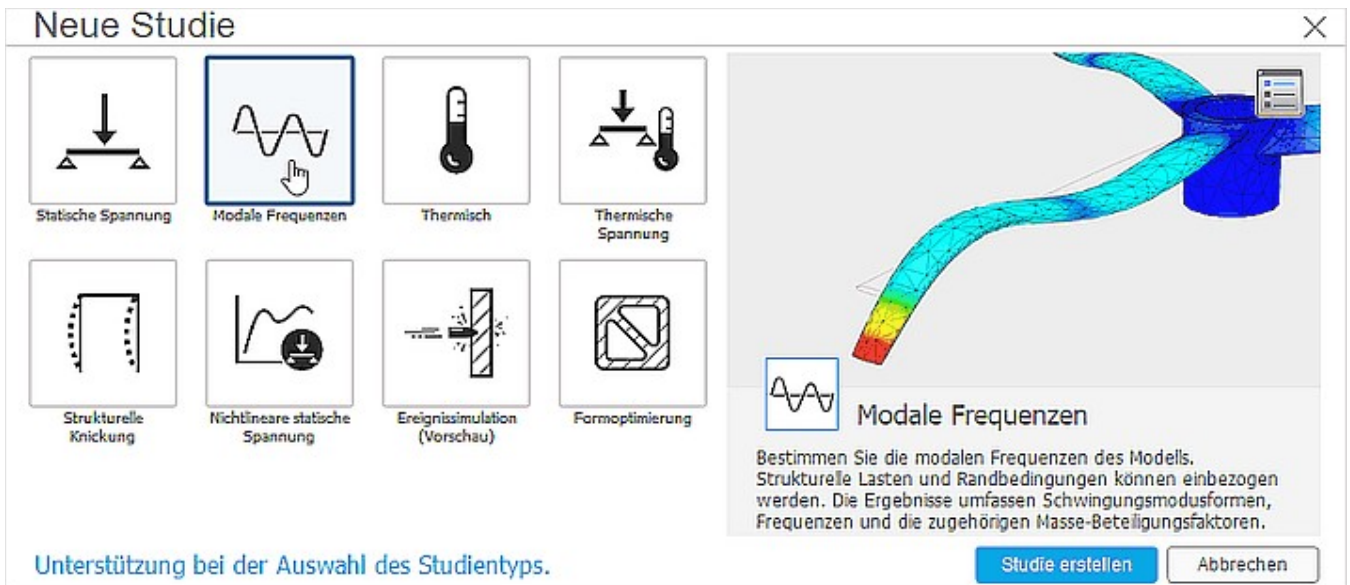 Neue Studie
Statische Spannung
Modale Frequenzen
Thermisch
Thermische
Spannung
Strukturelle
Knickung
Nichtlineare statische
Spannung
Ereignissimulation
(Vorschau)
Formoptimierung
Modale Frequenzen
Bestimmen Sie die modalen Frequenzen des Modells.
Strukturelle Lasten und Randbedingungen können einbezogen
werden. Die Ergebnisse umfassen Schwingungsmodusformen,
Frequenzen und die zugehörigen Masse-Beteiligungsfaktoren.
Unterstützung bei der Auswahl des Studientyps.
Studie erstellen
Abbrechen